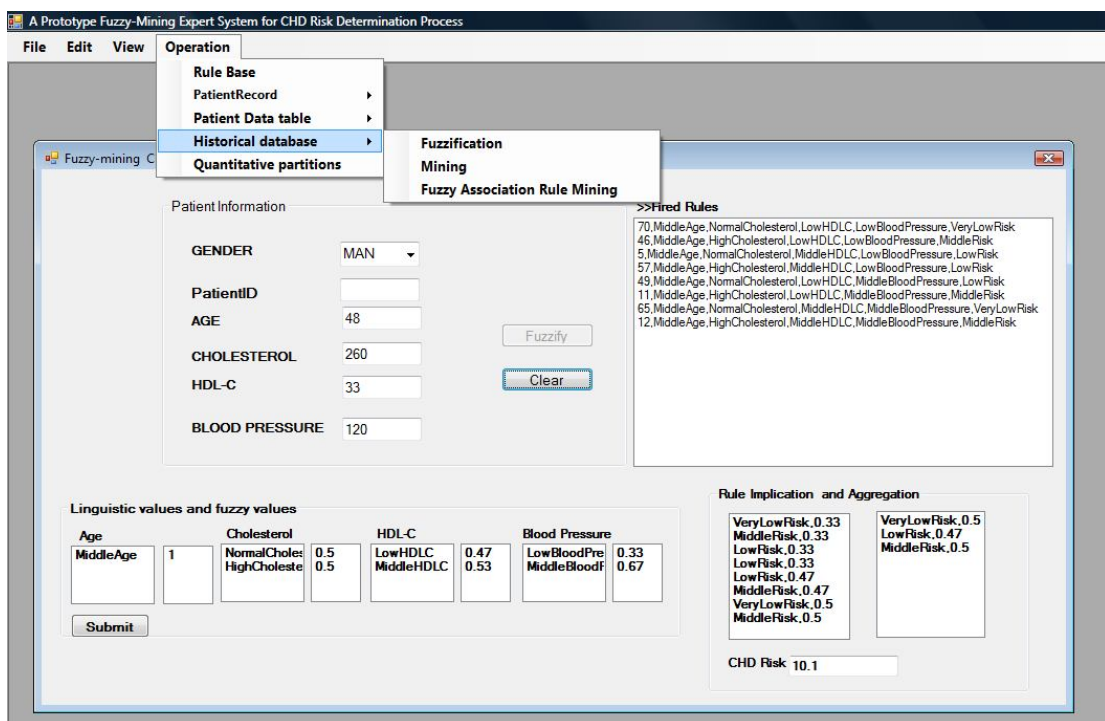 A Prototype Fuzzy-Mining Expert System for CHD Risk Determination Process
File Edit View Operation
Rule Base
PatientRecord
Patient Data table
Historical database
Quantitative partitions
Fuzzification
Mining
Fuzzy Association Rule Mining
Fuzzy-mining C
Patient Information
GENDER MAN
PatientID
AGE 48
CHOLESTEROL 260
HDL-C 33
BLOOD PRESSURE 120
Fuzzify
Clear
>>Fired Rules
70,MiddleAge,NormalCholesterol,LowHDLC,LowBloodPressure,VeryLowRisk
46,MiddleAge,HighCholesterol,LowHDLC,LowBloodPressure,MiddleRisk
5,MiddleAge,NormalCholesterol,MiddleHDLC,LowBloodPressure,LowRisk
57,MiddleAge,HighCholesterol,MiddleHDLC,LowBloodPressure,LowRisk
49,MiddleAge,NormalCholesterol,LowHDLC,MiddleBloodPressure,LowRisk
11,MiddleAge,HighCholesterol,LowHDLC,MiddleBloodPressure,MiddleRisk
65,MiddleAge,NormalCholesterol,MiddleHDLC,MiddleBloodPressure,VeryLowRisk
12,MiddleAge,HighCholesterol,MiddleHDLC,MiddleBloodPressure,MiddleRisk
Linguistic values and fuzzy values
Age Cholesterol HDL-C Blood Pressure
MiddleAge 1 NormalCholes 0.5 LowHDLC 0.47 LowBloodPre 0.33
HighCholeste 0.5 MiddleHDLC 0.53 MiddleBloodF 0.67
Submit
Rule Implication and Aggregation
VeryLowRisk,0.33
MiddleRisk,0.33
LowRisk,0.33
LowRisk,0.33
LowRisk,0.47
MiddleRisk,0.47
VeryLowRisk,0.5
MiddleRisk,0.5
VeryLowRisk,0.5
LowRisk,0.47
MiddleRisk,0.5
CHD Risk 10.1